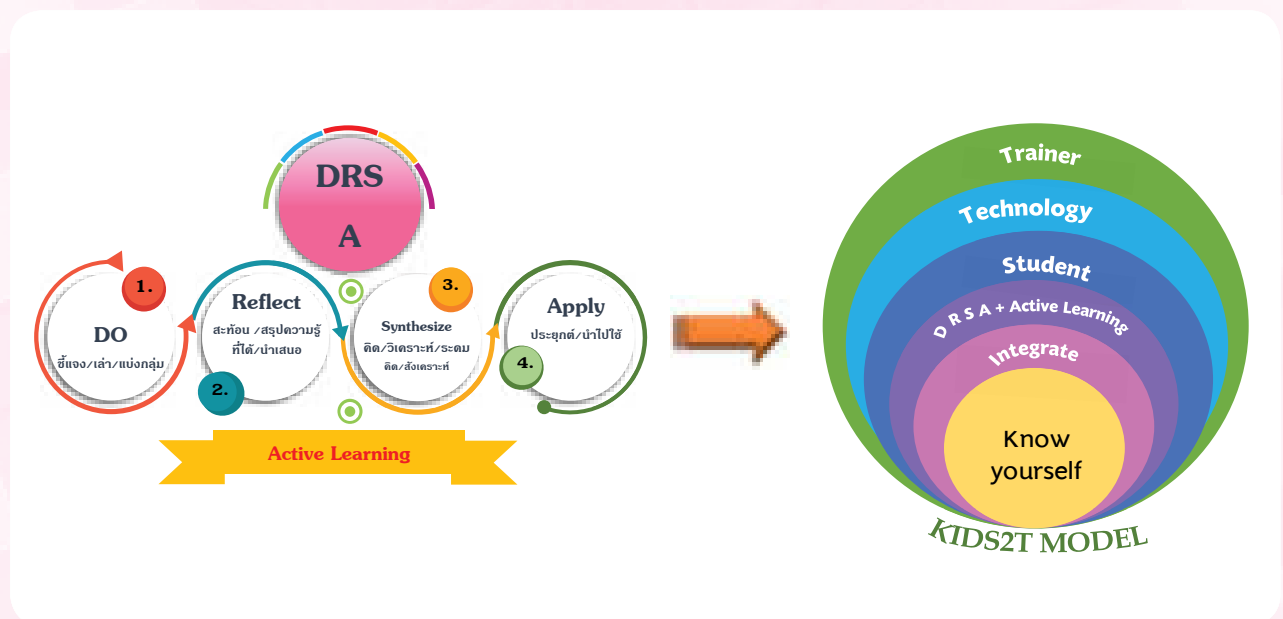 DRS
A
1.
DO
ชี้แจง/เล่า/แบ่งกลุ่ม
Reflect
สะท้อน /สรุปความรู้
ที่ได้/นำเสนอ
2.
3.
Synthesize
คิด/วิเคราะห์/ระดม
คิด/สังเคราะห์
Apply
ประยุกต์/นำไปใช้
4.
Active Learning
Trainer
Technology
Student
D R S A + Active Learning
Integrate
Know
yourself
KIDS2T MODEL